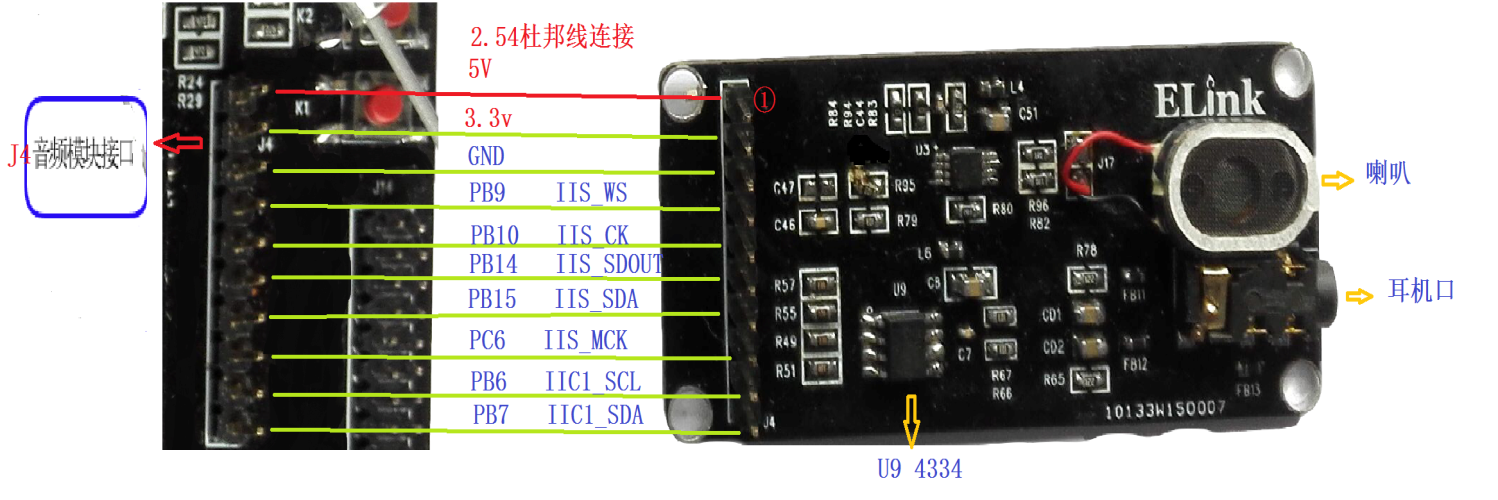 2.54杜邦线连接
5V
3.3v
GND
PB9 IIS_WS
PB10 IIS_CK
PB14 IIS_SDOUT
PB15 IIS_SDA
PC6 IIS_MCK
PB6 IIC1_SCL
PB7 IIC1_SDA
J4音频模块接口
K2
R24
R29
K1
J4
①
ELink
R84
R94
C44
R83
L4
C51
U3
J17
C47
R95
C46
R79
R80
R96
R82
L6
R78
C8
U9
FB11
R57
R55
R49
R51
C7
CD1
CD2
FB12
R67
R66
R65
FB13
10133W1S0007
J4
喇叭
耳机口
U9 4334